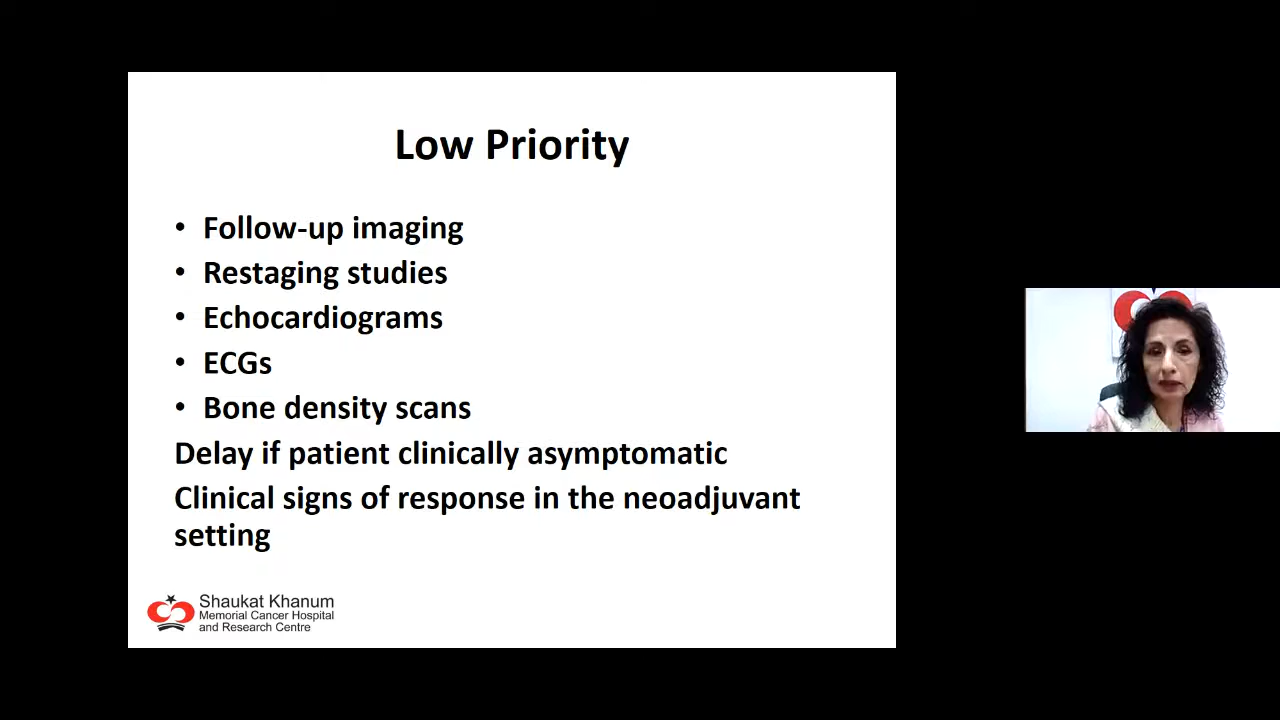 Low Priority
• Follow-up imaging
• Restaging studies
• Echocardiograms
• ECGs
• Bone density scans
Delay if patient clinically asymptomatic
Clinical signs of response in the neoadjuvant
setting
Shaukat Khanum
Memorial Cancer Hospital
and Research Centre